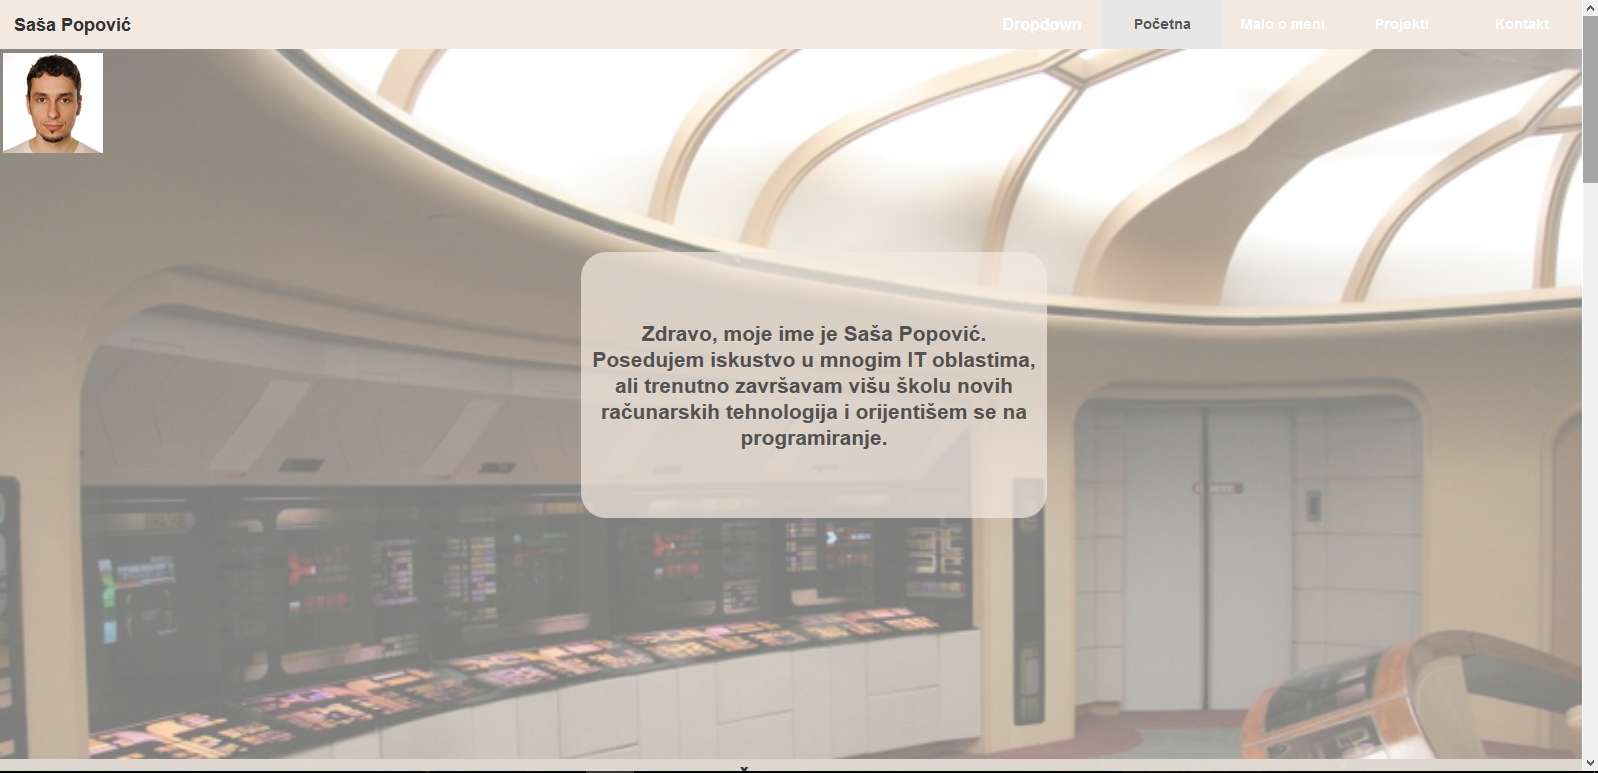 Saša Popović
Dropdown
Početna
Malo o meni
Projekti
Kontakt
Zdravo, moje ime je Saša Popović.
Posedujem iskustvo u mnogim IT oblastima,
ali trenutno završavam višu školu novih
računarskih tehnologija i orijentišem se na
programiranje.